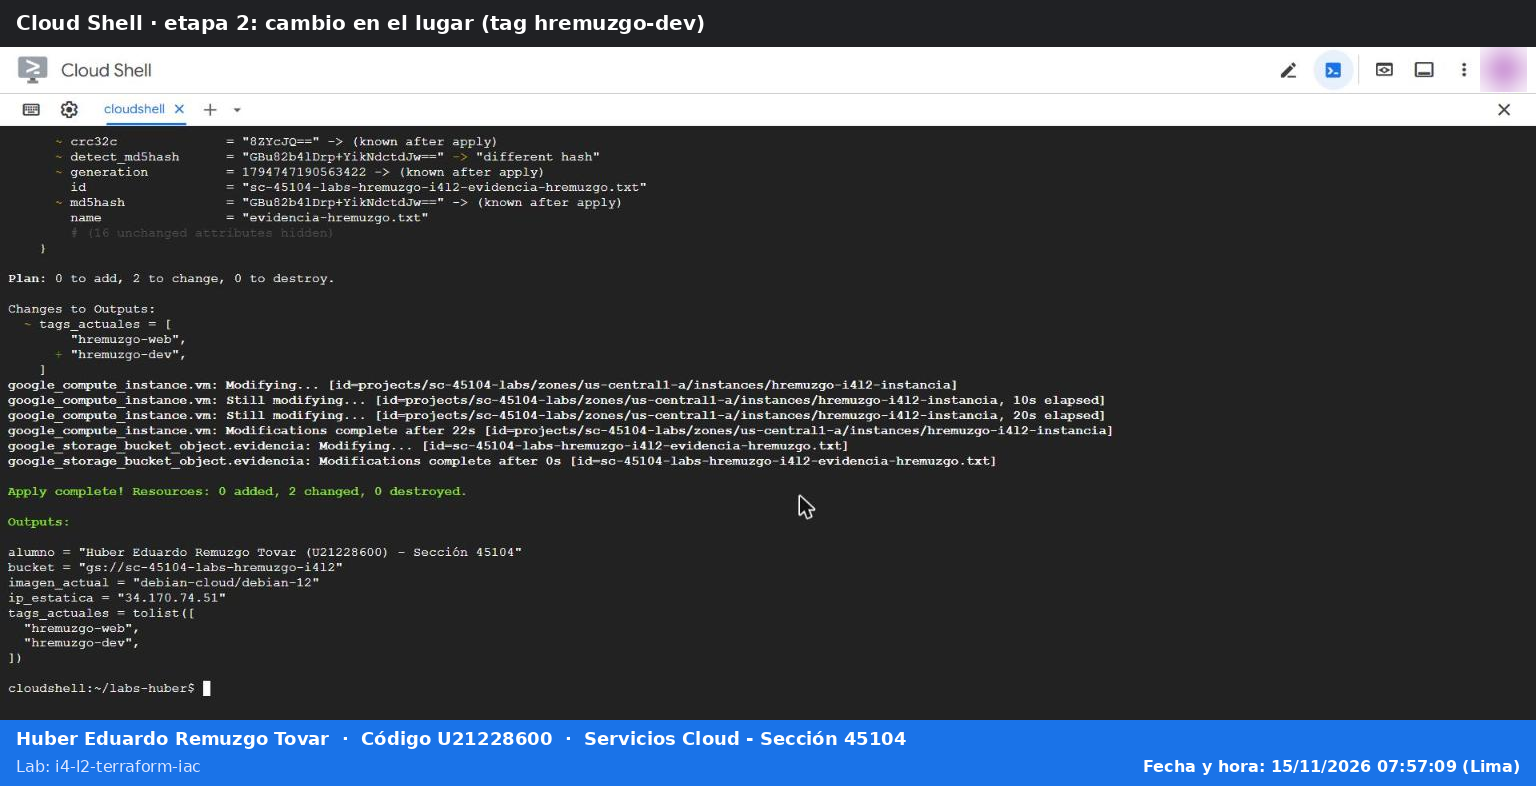 Cloud Shell · etapa 2: cambio en el lugar (tag hremuzgo-dev)
Cloud Shell
cloudshell
~ crc32c = "8ZYcJQ==" -> (known after apply)
~ detect_md5hash = "GBu82b4lDrp+YikNdctdJw==" -> "different hash"
~ generation = 1794747190563422 -> (known after apply)
id = "sc-45104-labs-hremuzgo-i4l2-evidencia-hremuzgo.txt"
~ md5hash = "GBu82b4lDrp+YikNdctdJw==" -> (known after apply)
name = "evidencia-hremuzgo.txt"
# (16 unchanged attributes hidden)
}
Plan: 0 to add, 2 to change, 0 to destroy.
Changes to Outputs:
~ tags_actuales = [
"hremuzgo-web",
+ "hremuzgo-dev",
]
google_compute_instance.vm: Modifying... [id=projects/sc-45104-labs/zones/us-central1-a/instances/hremuzgo-i4l2-instancia]
google_compute_instance.vm: Still modifying... [id=projects/sc-45104-labs/zones/us-central1-a/instances/hremuzgo-i4l2-instancia, 10s elapsed]
google_compute_instance.vm: Still modifying... [id=projects/sc-45104-labs/zones/us-central1-a/instances/hremuzgo-i4l2-instancia, 20s elapsed]
google_compute_instance.vm: Modifications complete after 22s [id=projects/sc-45104-labs/zones/us-central1-a/instances/hremuzgo-i4l2-instancia]
google_storage_bucket_object.evidencia: Modifying... [id=sc-45104-labs-hremuzgo-i4l2-evidencia-hremuzgo.txt]
google_storage_bucket_object.evidencia: Modifications complete after 0s [id=sc-45104-labs-hremuzgo-i4l2-evidencia-hremuzgo.txt]
Apply complete! Resources: 0 added, 2 changed, 0 destroyed.
Outputs:
alumno = "Huber Eduardo Remuzgo Tovar (U21228600) - Sección 45104"
bucket = "gs://sc-45104-labs-hremuzgo-i4l2"
imagen_actual = "debian-cloud/debian-12"
ip_estatica = "34.170.74.51"
tags_actuales = tolist([
"hremuzgo-web",
"hremuzgo-dev",
])
cloudshell:~/labs-huber$
Huber Eduardo Remuzgo Tovar · Código U21228600 · Servicios Cloud - Sección 45104
Lab: i4-l2-terraform-iac
Fecha y hora: 15/11/2026 07:57:09 (Lima)